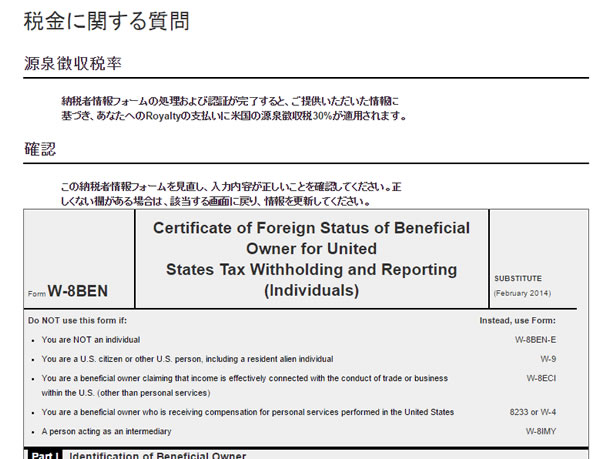 税金に関する質問
源泉徴収税率
納税者情報フォームの処理および認証が完了すると、ご提供いただいた情報に
基づき、あなたへのRoyaltyの支払いに米国の源泉徴収税30%が適用されます。
確認
この納税者情報フォームを見直し、入力内容が正しいことを確認してください。正
しくない欄がある場合は、該当する画面に戻り、情報を更新してください。
Form W-8BEN
Certificate of Foreign Status of Beneficial
Owner for United
States Tax Withholding and Reporting
(Individuals)
SUBSTITUTE
(February 2014)
Do NOT use this form if: Instead, use Form:
• You are NOT an individual W-8BEN-E
• You are a U.S. citizen or other U.S. person, including a resident alien individual W-9
• You are a beneficial owner claiming that income is effectively connected with the conduct of trade or business W-8ECI
within the U.S. (other than personal services)
• You are a beneficial owner who is receiving compensation for personal services performed in the United States 8233 or W-4
• A person acting as an intermediary W-8IMY
Part I Identification of Beneficial Owner